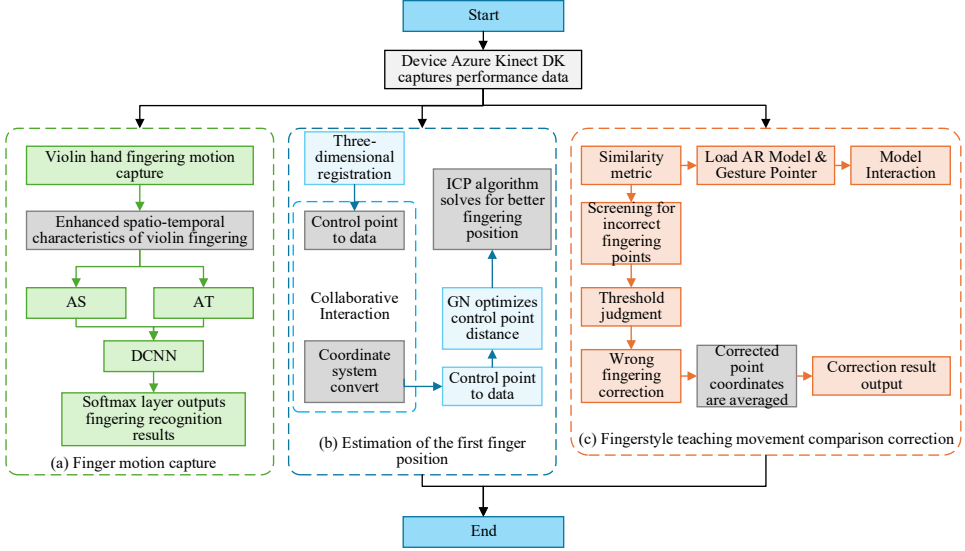 Start
Device Azure Kinect DK
captures performance data
Violin hand fingering motion
capture
Enhanced spatio-temporal
characteristics of violin fingering
AS
AT
DCNN
Softmax layer outputs
fingering recognition
results
(a) Finger motion capture
Three-
dimensional
registration
Control point
to data
Collaborative
Interaction
Coordinate
system
convert
ICP algorithm
solves for better
fingering
position
GN optimizes
control point
distance
Control point
to data
(b) Estimation of the first finger
position
Similarity
metric
Load AR Model &
Gesture Pointer
Model
Interaction
Screening for
incorrect
fingering
points
Threshold
judgment
Wrong
fingering
correction
Corrected
point
coordinates
are averaged
Correction result
output
(c) Fingerstyle teaching movement comparison correction
End